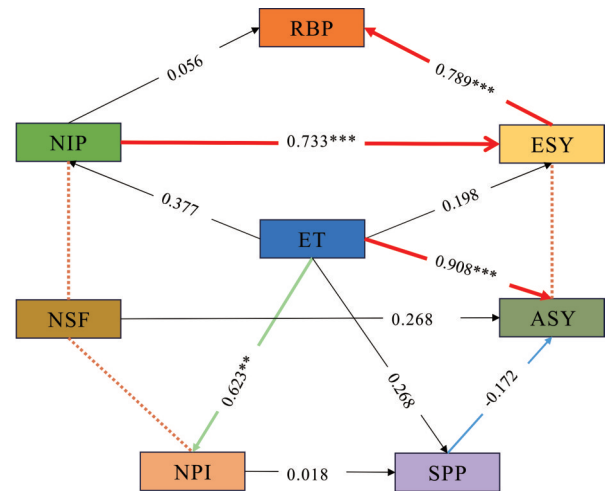 RBP
0.056
0.789***
NIP
0.733***
ESY
0.377
0.198
ET
0.908***
NSF
0.268
ASY
0.623**
0.268
-0.172
NPI
0.018
SPP